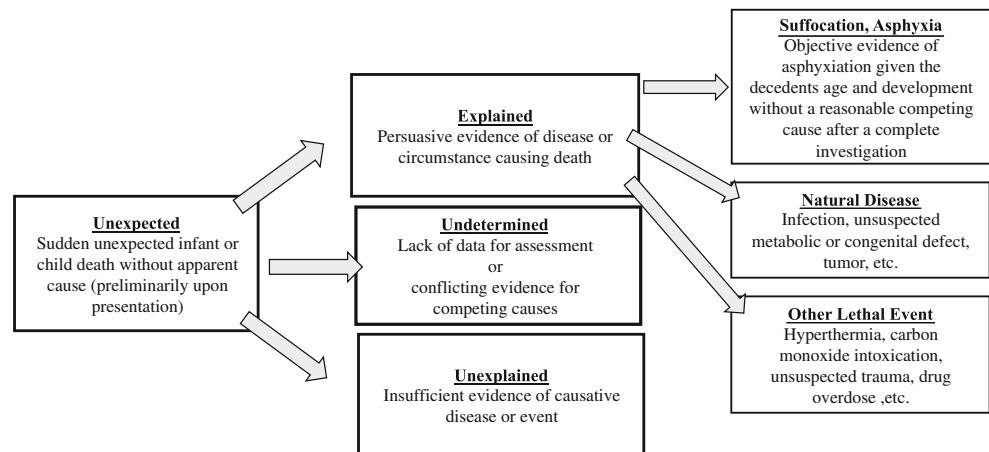 Unexpected
Sudden unexpected infant or
child death without apparent
cause (preliminarily upon
presentation)
Explained
Persuasive evidence of disease or
circumstance causing death
Undetermined
Lack of data for assessment
or
conflicting evidence for
competing causes
Unexplained
Insufficient evidence of causative
disease or event
Suffocation, Asphyxia
Objective evidence of
asphyxiation given the
decedents age and development
without a reasonable competing
cause after a complete
investigation
Natural Disease
Infection, unsuspected
metabolic or congenital defect,
tumor, etc.
Other Lethal Event
Hyperthermia, carbon
monoxide intoxication,
unsuspected trauma, drug
overdose ,etc.